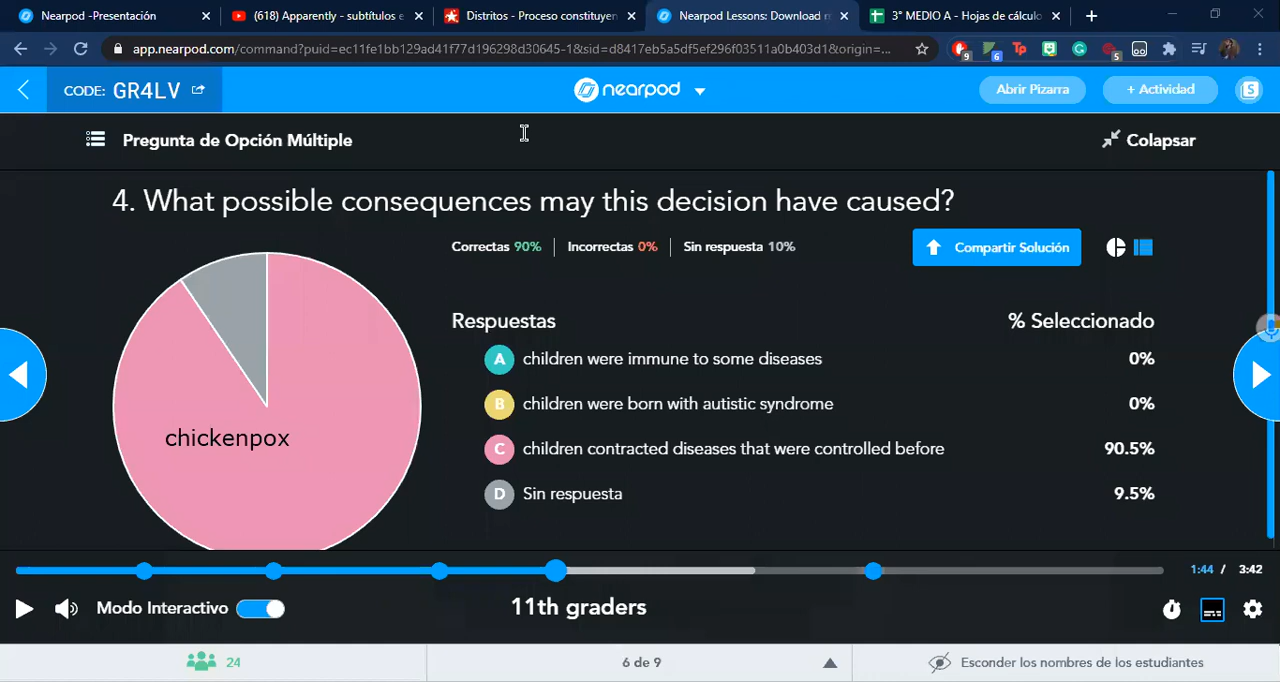 Nearpod -Presentación
(618) Apparently - subtítulos e
Distritos - Proceso constituyen
Nearpod Lessons: Download r
3° MEDIO A - Hojas de cálculo
app.nearpod.com/command?puid=ec11fe1bb129ad41f77d196298d30645-1&sid=d8417eb5a5df5ef296f03511a0b403d1&origin=...
9
6
Tp
5
CODE: GR4LV
nearpod
Abrir Pizarra
+ Actividad
S
Pregunta de Opción Múltiple
Colapsar
4. What possible consequences may this decision have caused?
Correctas 90%
Incorrectas 0%
Sin respuesta 10%
Compartir Solución
Respuestas
% Seleccionado
A children were immune to some diseases 0%
B children were born with autistic syndrome 0%
C children contracted diseases that were controlled before 90.5%
D Sin respuesta 9.5%
chickenpox
1:44 / 3:42
Modo Interactivo
11th graders
24
6 de 9
Esconder los nombres de los estudiantes